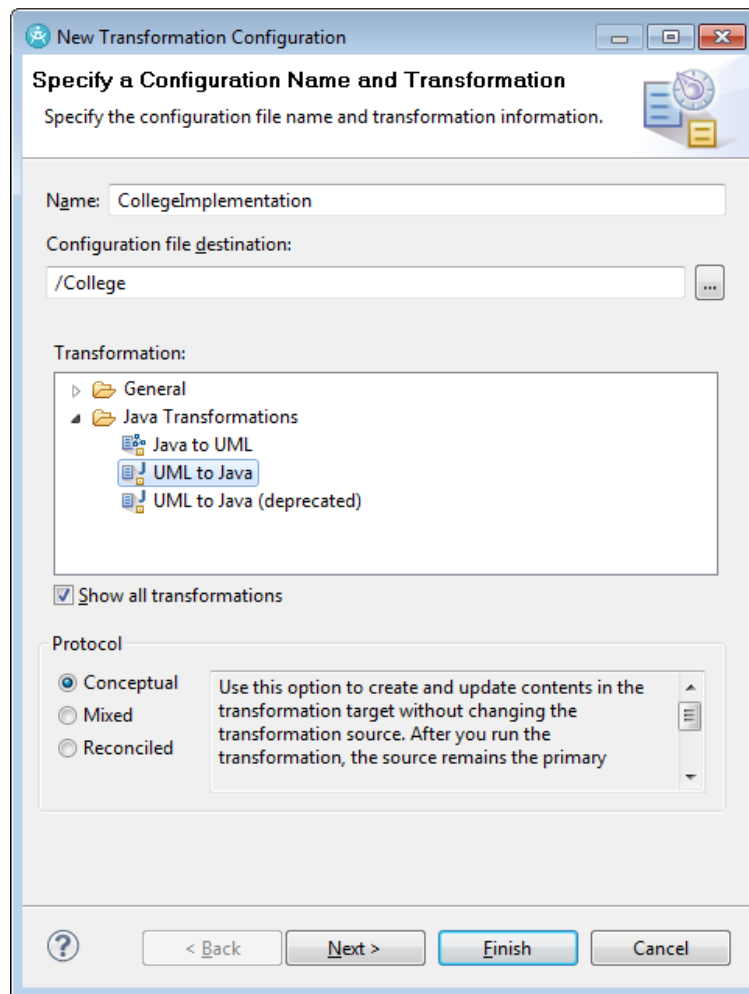 New Transformation Configuration
Specify a Configuration Name and Transformation
Specify the configuration file name and transformation information.
Name: CollegeImplementation
Configuration file destination:
/College
...
Transformation:
General
Java Transformations
Java to UML
UML to Java
UML to Java (deprecated)
Show all transformations
Protocol
Conceptual
Mixed
Reconciled
Use this option to create and update contents in the
transformation target without changing the
transformation source. After you run the
transformation, the source remains the primary
?
< Back
Next >
Finish
Cancel